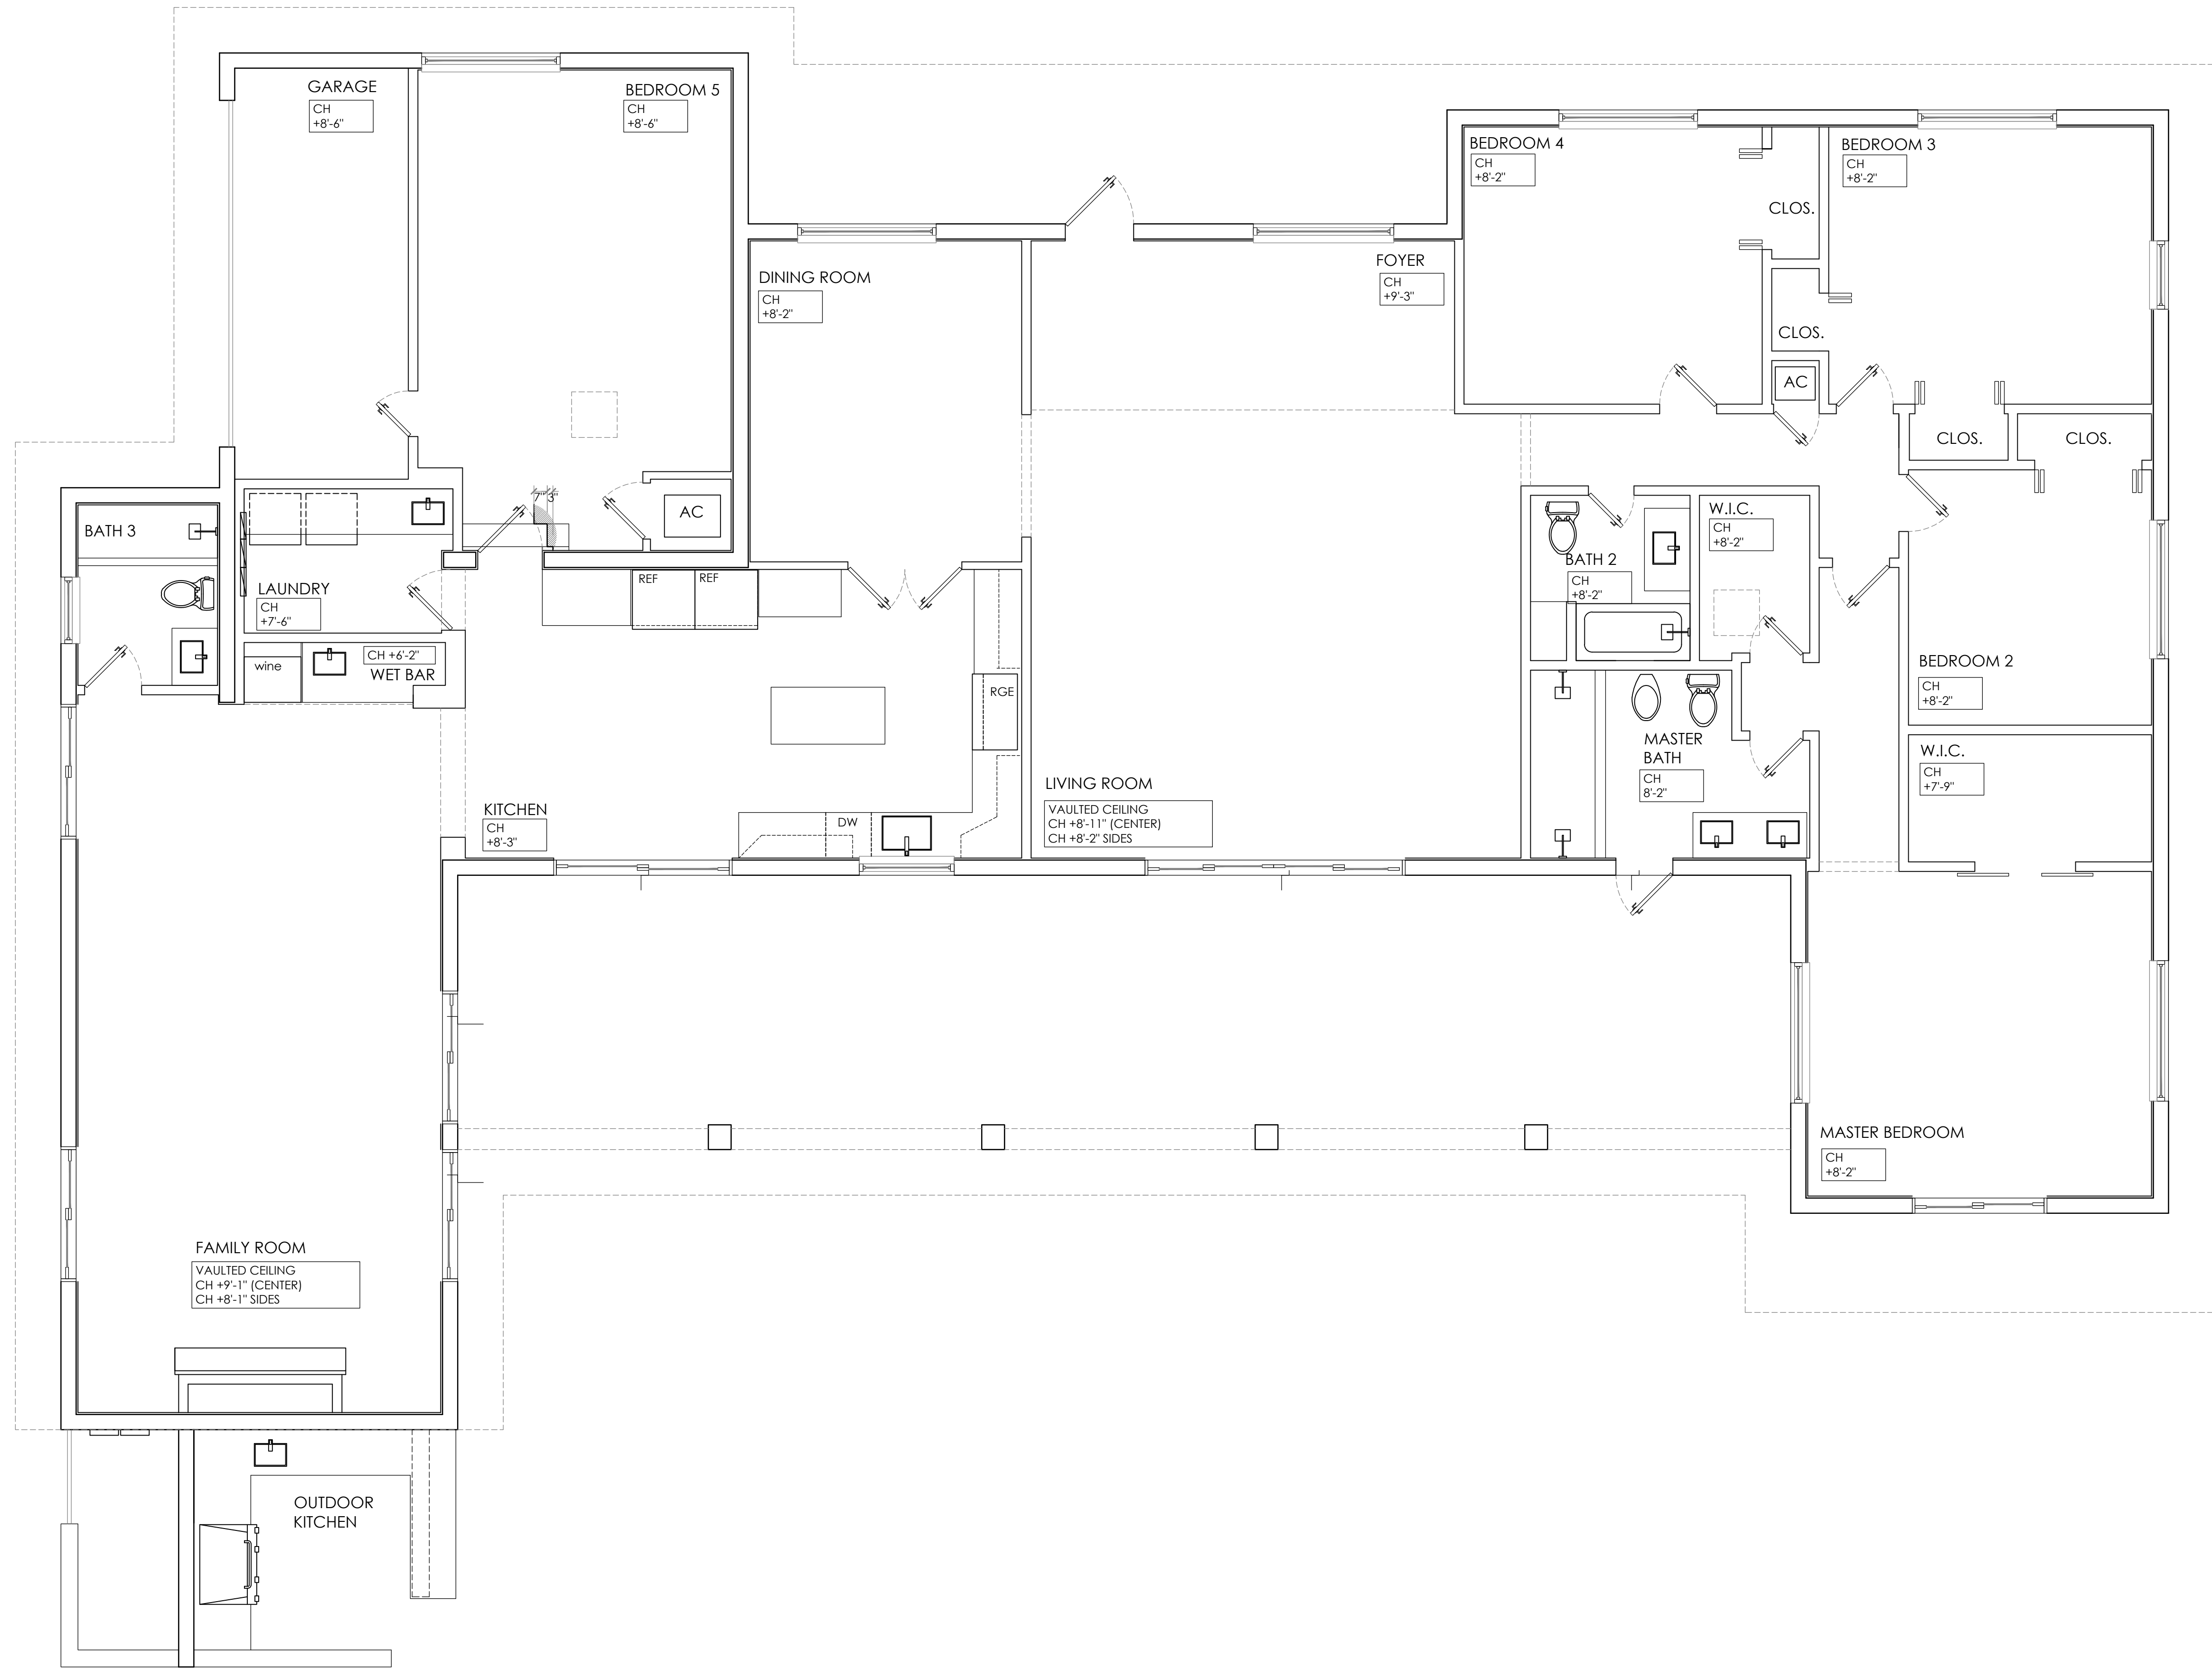 GARAGE
CH
+8'-6"
BEDROOM 5
CH
+8'-6"
BEDROOM 4
CH
+8'-2"
BEDROOM 3
CH
+8'-2"
CLOS.
CLOS.
AC
CLOS.
CLOS.
FOYER
CH
+9'-3"
DINING ROOM
CH
+8'-2"
7" 3"
AC
BATH 3
LAUNDRY
CH
+7'-6"
wine
CH +6'-2"
WET BAR
REF
REF
RGE
DW
KITCHEN
CH
+8'-3"
LIVING ROOM
VAULTED CEILING
CH +8'-11" (CENTER)
CH +8'-2" SIDES
BATH 2
CH
+8'-2"
W.I.C.
CH
+8'-2"
BEDROOM 2
CH
+8'-2"
MASTER
BATH
CH
8'-2"
W.I.C.
CH
+7'-9"
MASTER BEDROOM
CH
+8'-2"
FAMILY ROOM
VAULTED CEILING
CH +9'-1" (CENTER)
CH +8'-1" SIDES
OUTDOOR
KITCHEN